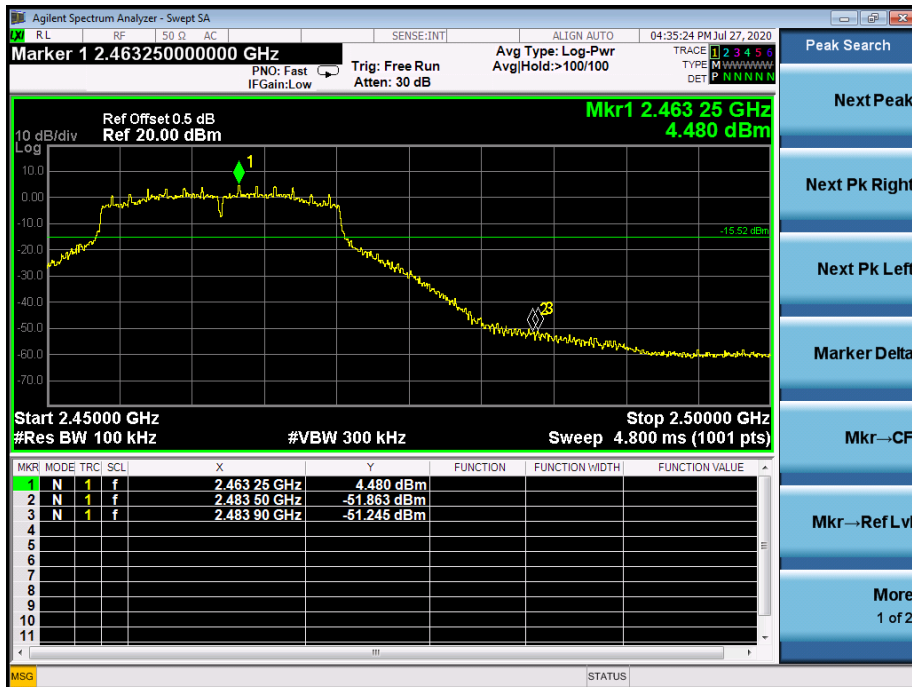 Agilent Spectrum Analyzer - Swept SA
LXI RL RF 50 Ω AC SENSE:INT ALIGN AUTO 04:35:24 PM Jul 27, 2020
Marker 1 2.463250000000 GHz
PNO: Fast
IFGain:Low
Trig: Free Run
Atten: 30 dB
Avg Type: Log-Pwr
Avg|Hold:>100/100
TRACE 1 2 3 4 5 6
TYPE M WWWWW
DET P N N N N N
Peak Search
Next Peak
Next Pk Right
Next Pk Left
Marker Delta
Mkr→CF
Mkr→Ref Lvl
More
1 of 2
Mkr1 2.463 25 GHz
4.480 dBm
Ref Offset 0.5 dB
10 dB/div Ref 20.00 dBm
Log
10.0
0.00
-10.0
-20.0
-30.0
-40.0
-50.0
-60.0
-70.0
1
-15.52 dBm
23
Start 2.45000 GHz Stop 2.50000 GHz
#Res BW 100 kHz #VBW 300 kHz Sweep 4.800 ms (1001 pts)
MKR MODE TRC SCL X Y FUNCTION FUNCTION WIDTH FUNCTION VALUE
1 N 1 f 2.463 25 GHz 4.480 dBm
2 N 1 f 2.483 50 GHz -51.863 dBm
3 N 1 f 2.483 90 GHz -51.245 dBm
4
5
6
7
8
9
10
11
MSG STATUS